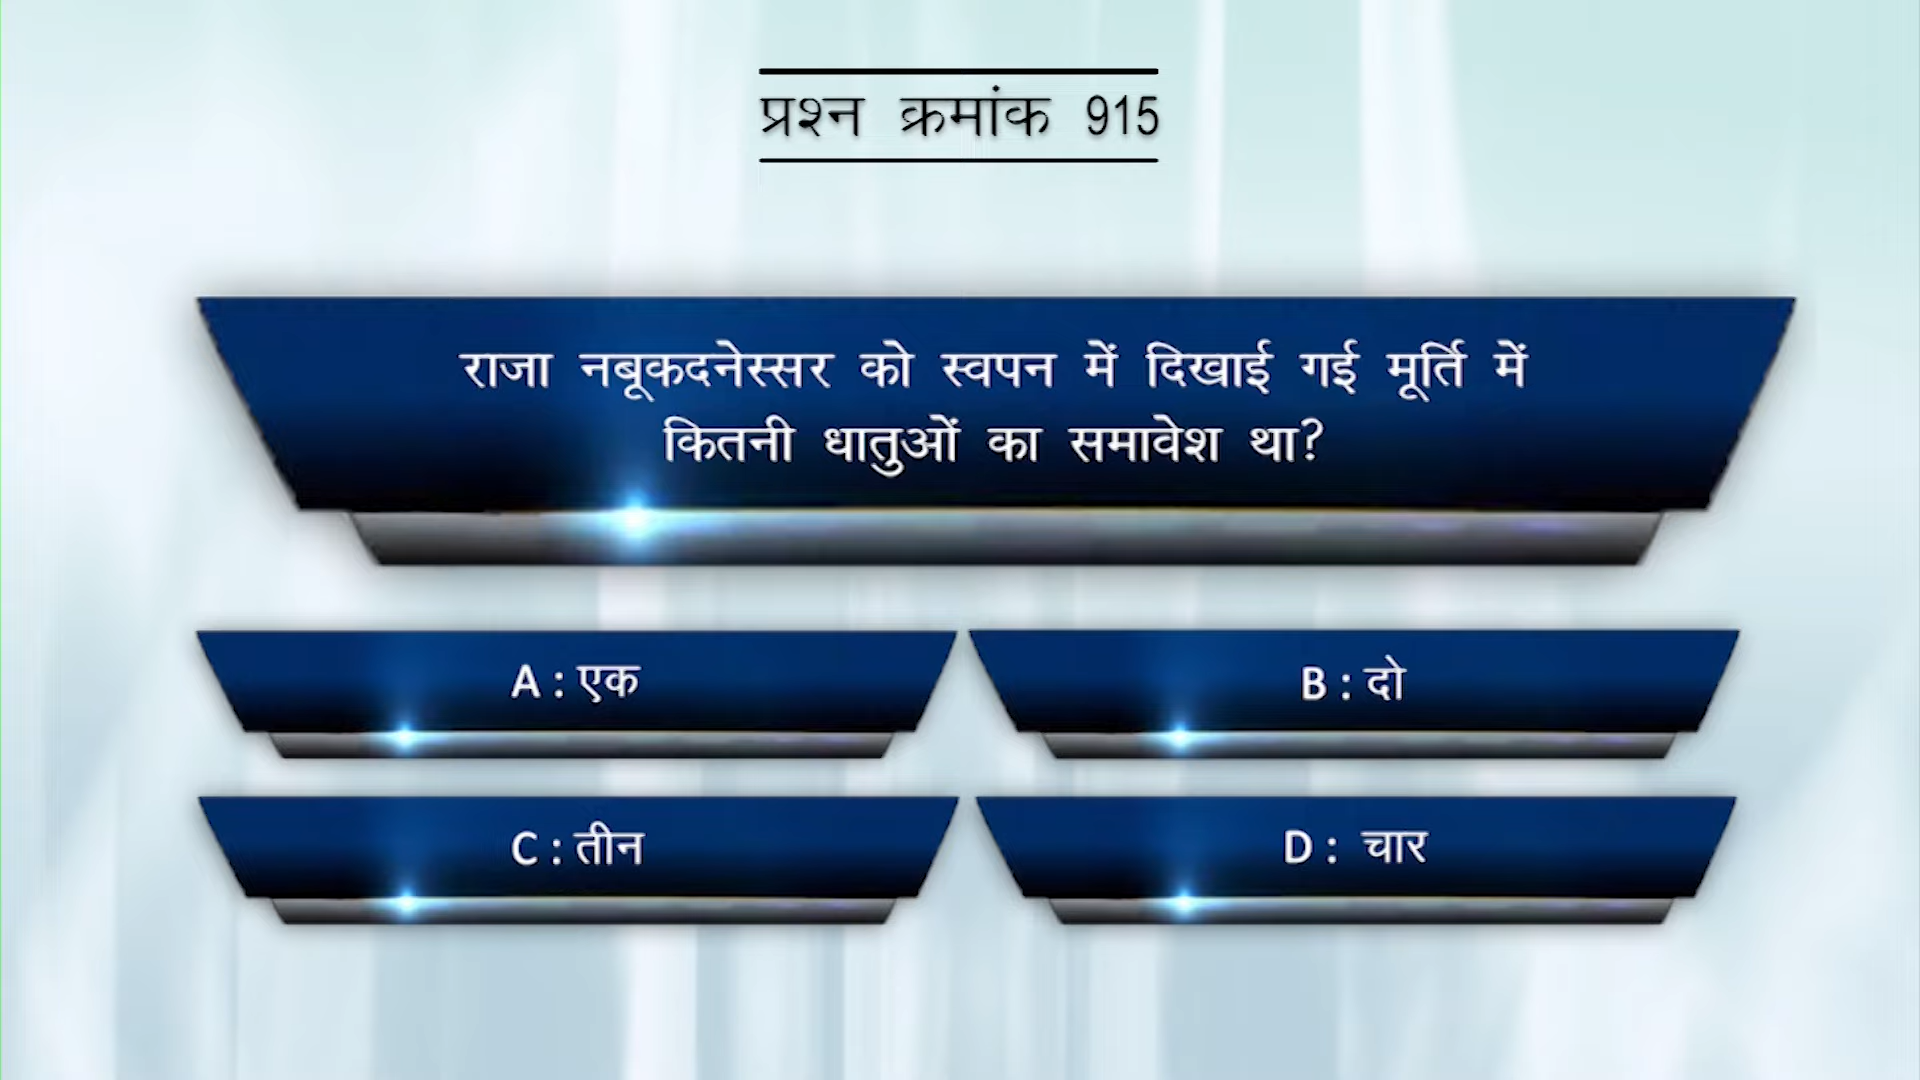 प्रश्न क्रमांक 915
राजा नबूकदनेस्सर को स्वपन में दिखाई गई मूर्ति में
कितनी धातुओं का समावेश था?
A : एक
B : दो
C : तीन
D : चार